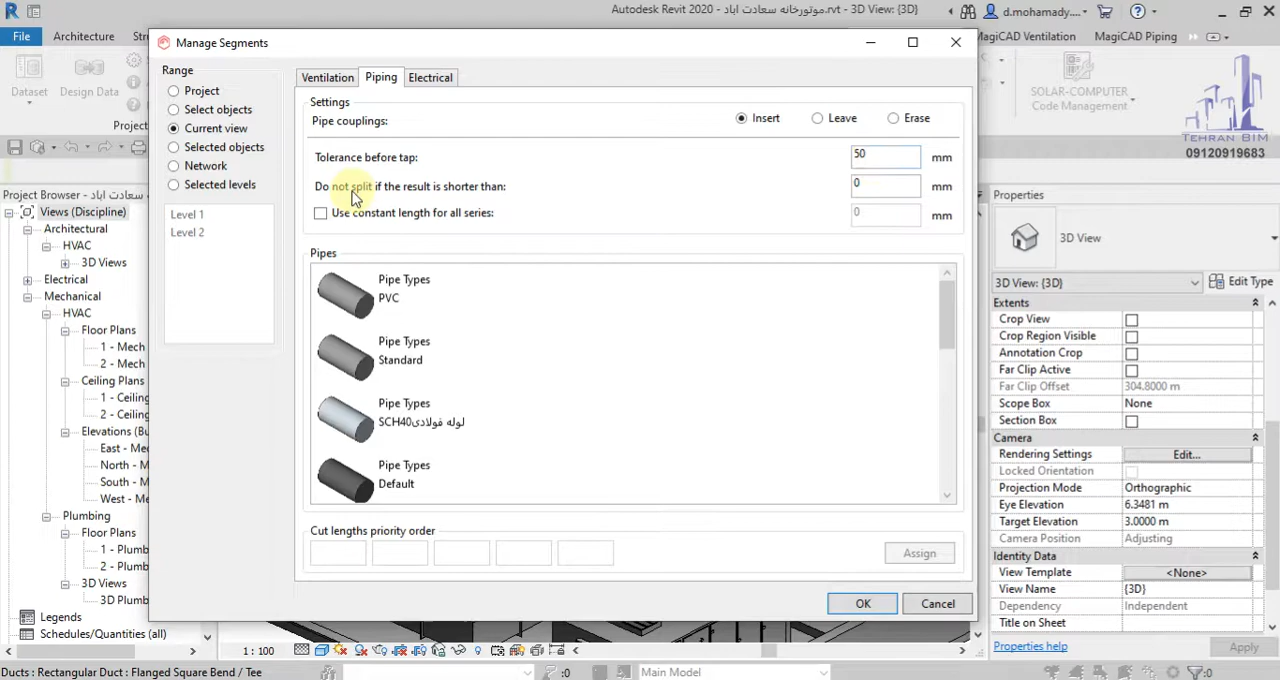 Autodesk Revit 2020 - موتورخانه سعادت اباد.rvt - 3D View: {3D}
d.mohamady....
File
Architecture
MagiCAD Piping
Manage Segments
Dataset
Design Data
SOLAR-COMPUTER
Code Management
TEHRAN BIM
09120919683
Range
Project
Select objects
Current view
Selected objects
Network
Selected levels
Level 1
Level 2
Ventilation
Piping
Electrical
Settings
Pipe couplings:
Insert
Leave
Erase
Tolerance before tap:
50
mm
Do not split if the result is shorter than:
0
mm
Use constant length for all series:
0
mm
Pipes
Pipe Types
PVC
Pipe Types
Standard
Pipe Types
SCH40لوله فولادی
Pipe Types
Default
Cut lengths priority order
Assign
OK
Cancel
Views (Discipline)
Architectural
HVAC
3D Views
Electrical
Mechanical
HVAC
Floor Plans
1 - Mech
2 - Mech
Ceiling Plans
1 - Ceiling
2 - Ceiling
Elevations (Bu
East - Me
North - M
South - M
West - M
Plumbing
Floor Plans
1 - Plumb
2 - Plumb
3D Views
3D Plumb
Legends
Schedules/Quantities (all)
Properties
3D View
3D View: {3D}
Edit Type
Extents
Crop View
Crop Region Visible
Annotation Crop
Far Clip Active
Far Clip Offset 304.8000 m
Scope Box None
Section Box
Camera
Rendering Settings Edit...
Locked Orientation
Projection Mode Orthographic
Eye Elevation 6.3481 m
Target Elevation 3.0000 m
Camera Position Adjusting
Identity Data
View Template <None>
View Name {3D}
Dependency Independent
Title on Sheet
Properties help
Apply
1 : 100
Ducts : Rectangular Duct : Flanged Square Bend / Tee
:0
Main Model
:0